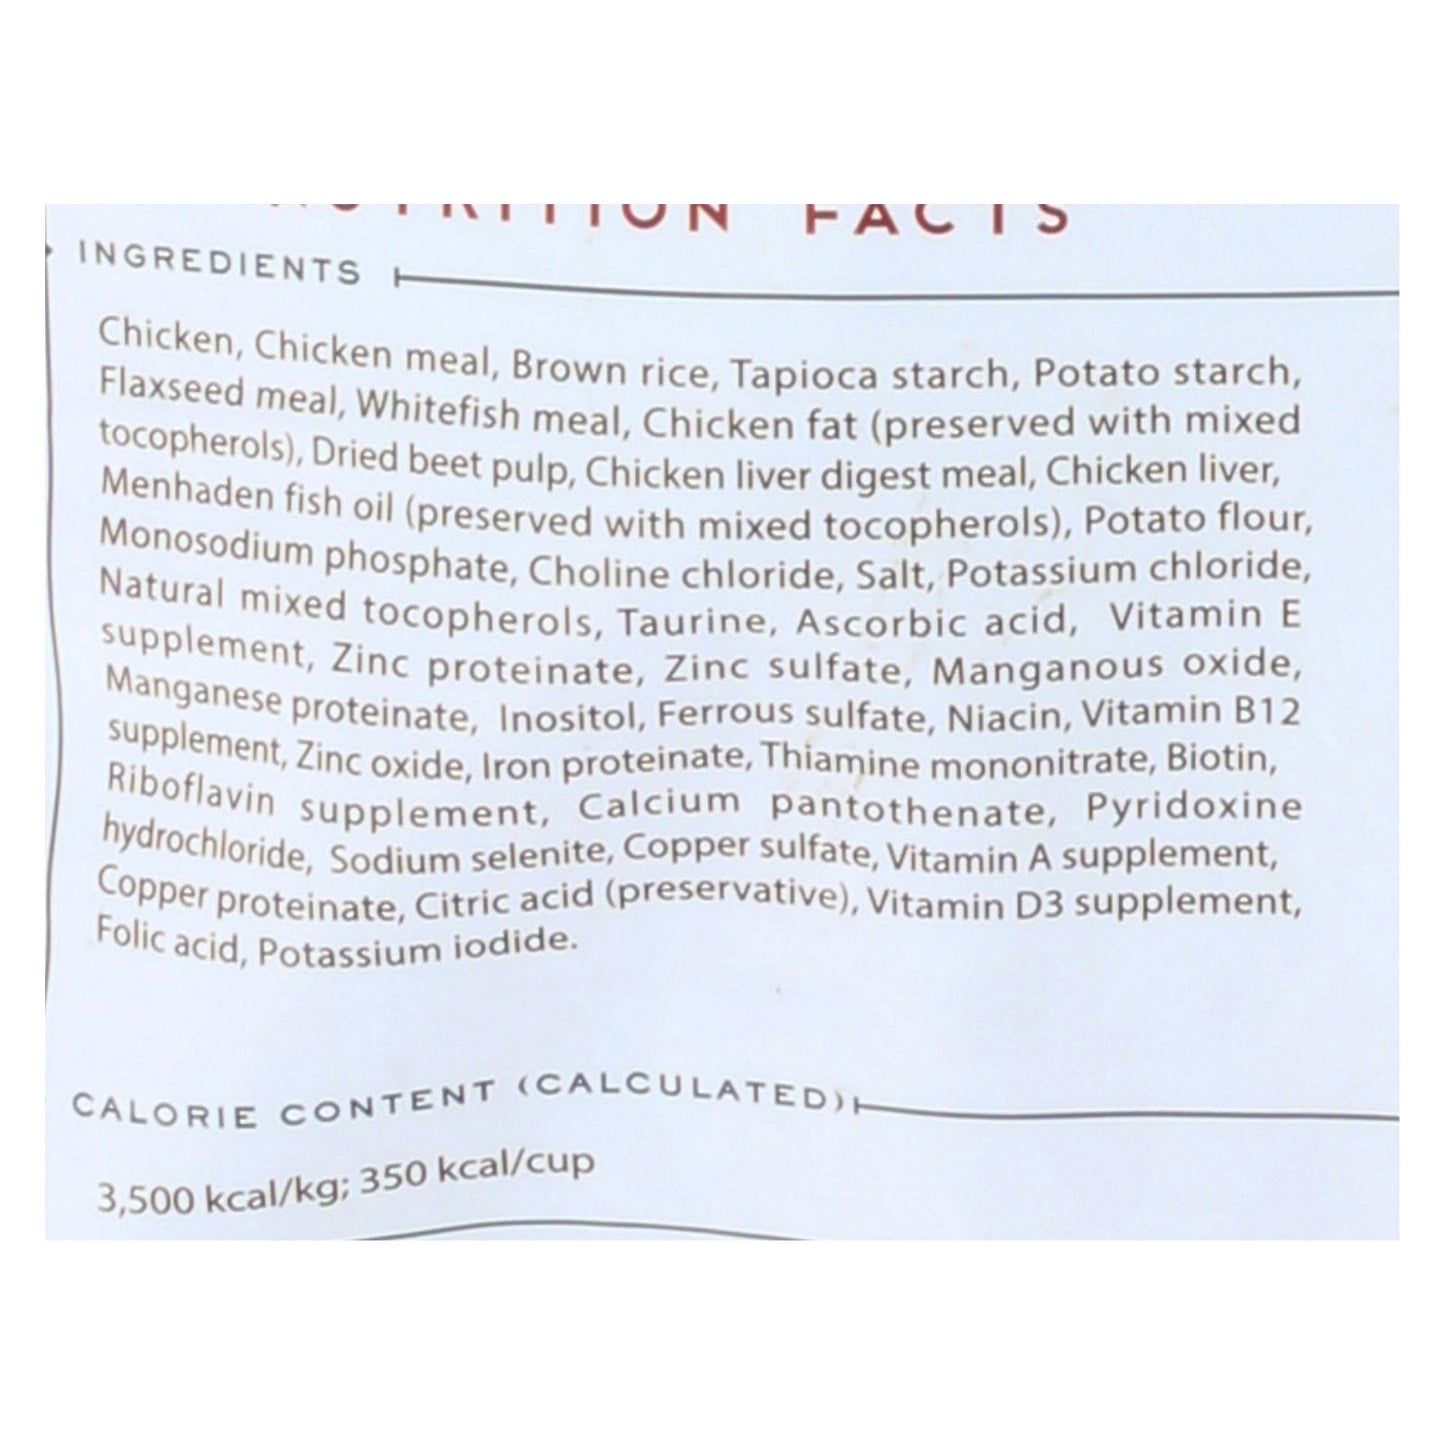 NUTRITION FACTS
INGREDIENTS
Chicken, Chicken meal, Brown rice, Tapioca starch, Potato starch,
Flaxseed meal, Whitefish meal, Chicken fat (preserved with mixed
tocopherols), Dried beet pulp, Chicken liver digest meal, Chicken liver,
Menhaden fish oil (preserved with mixed tocopherols), Potato flour,
Monosodium phosphate, Choline chloride, Salt, Potassium chloride,
Natural mixed tocopherols, Taurine, Ascorbic acid, Vitamin E
supplement, Zinc proteinate, Zinc sulfate, Manganous oxide,
Manganese proteinate, Inositol, Ferrous sulfate, Niacin, Vitamin B12
supplement, Zinc oxide, Iron proteinate, Thiamine mononitrate, Biotin,
Riboflavin supplement, Calcium pantothenate, Pyridoxine
hydrochloride, Sodium selenite, Copper sulfate, Vitamin A supplement,
Copper proteinate, Citric acid (preservative), Vitamin D3 supplement,
Folic acid, Potassium iodide.
CALORIE CONTENT (CALCULATED)
3,500 kcal/kg; 350 kcal/cup